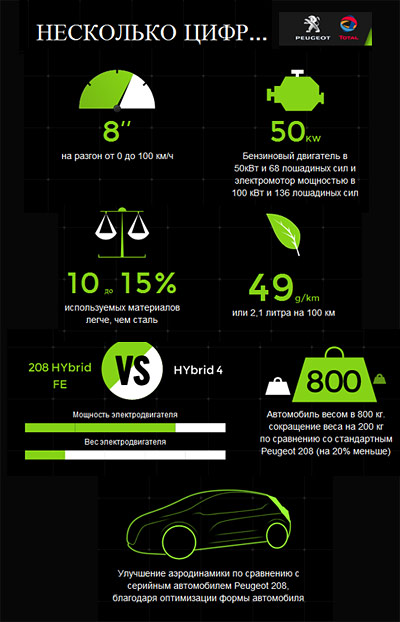 НЕСКОЛЬКО ЦИФР...
PEUGEOT
TOTAL
8’’
на разгон от 0 до 100 км/ч
50 KW
Бензиновый двигатель в
50кВт и 68 лошадиных сил и
электромотор мощностью в
100 кВт и 136 лошадиных сил
10 до 15%
используемых материалов
легче, чем сталь
49 g/km
или 2,1 литра на 100 км
208 HYbrid
FE
VS
HYbrid 4
Мощность электродвигателя
Вес электродвигателя
800
Автомобиль весом в 800 кг.
сокращение веса на 200 кг
по сравнению со стандартным
Peugeot 208 (на 20% меньше)
Улучшение аэродинамики по сравнению с
серийным автомобилем Peugeot 208,
благодаря оптимизации формы автомобиля